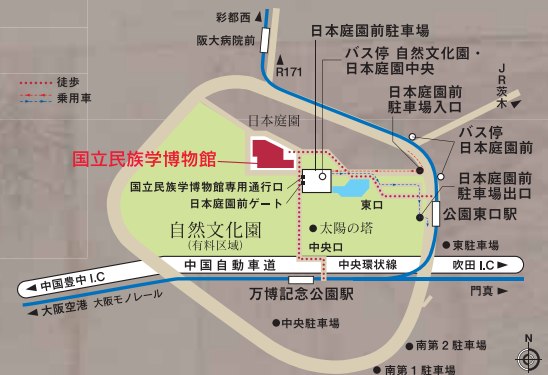 彩都西
阪大病院前
R171
日本庭園前駐車場
バス停 自然文化園・
日本庭園中央
JR茨木
徒歩
乗用車
日本庭園前
駐車場入口
日本庭園
バス停
日本庭園前
国立民族学博物館
国立民族学博物館専用通行口
日本庭園前ゲート
日本庭園前
駐車場出口
東口
公園東口駅
自然文化園
(有料区域)
太陽の塔
中央口
東駐車場
中国豊中 I.C
中国自動車道
中央環状線
吹田 I.C
大阪空港 大阪モノレール
万博記念公園駅
門真
中央駐車場
南第2駐車場
南第1駐車場
N